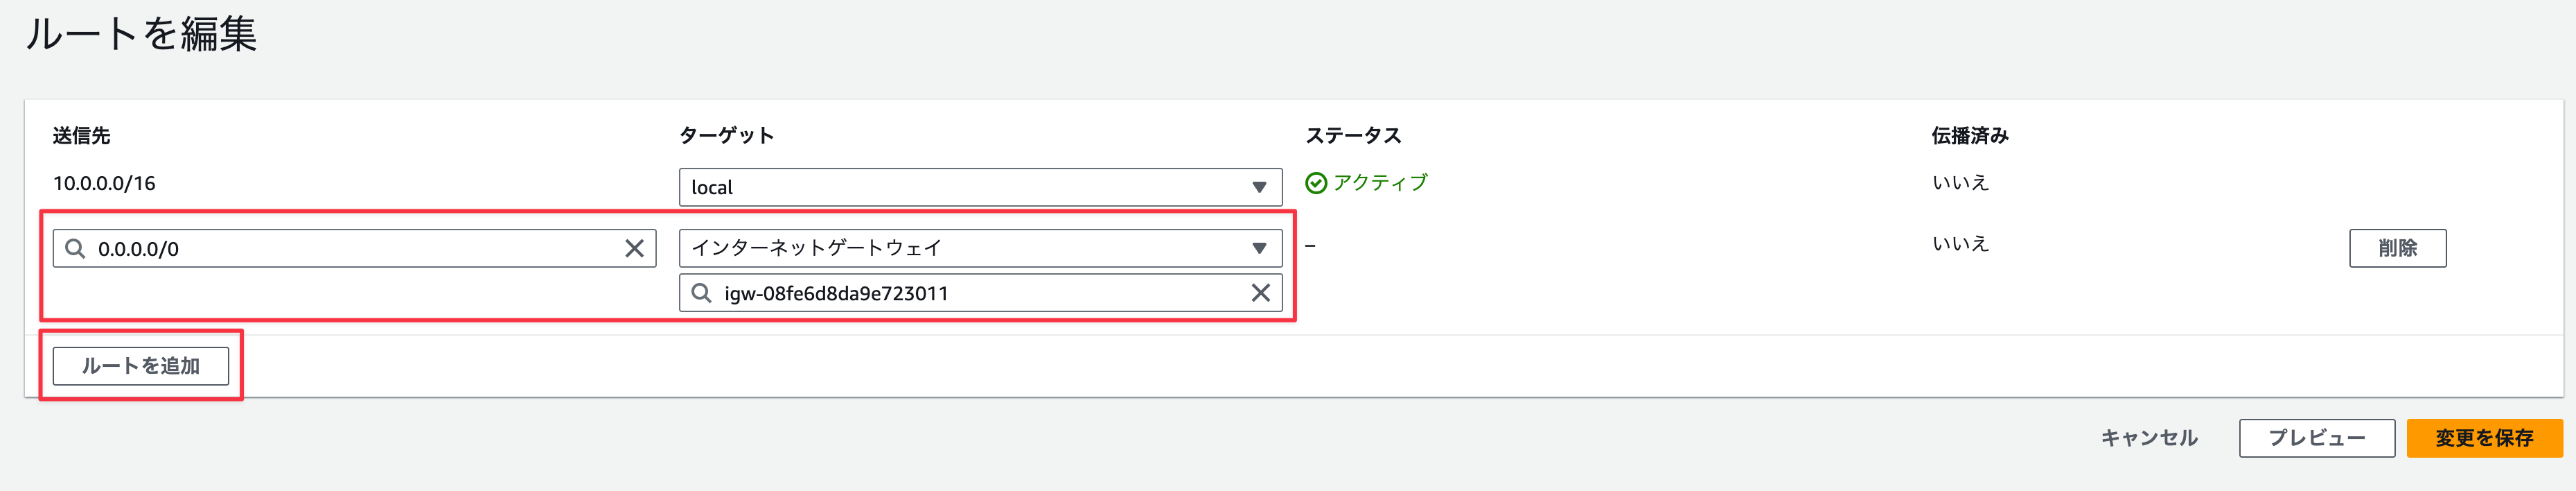 ルートを編集
送信先 ターゲット ステータス 伝播済み
10.0.0.0/16 local アクティブ いいえ
0.0.0.0/0 インターネットゲートウェイ – いいえ 削除
igw-08fe6d8da9e723011
ルートを追加
キャンセル プレビュー 変更を保存